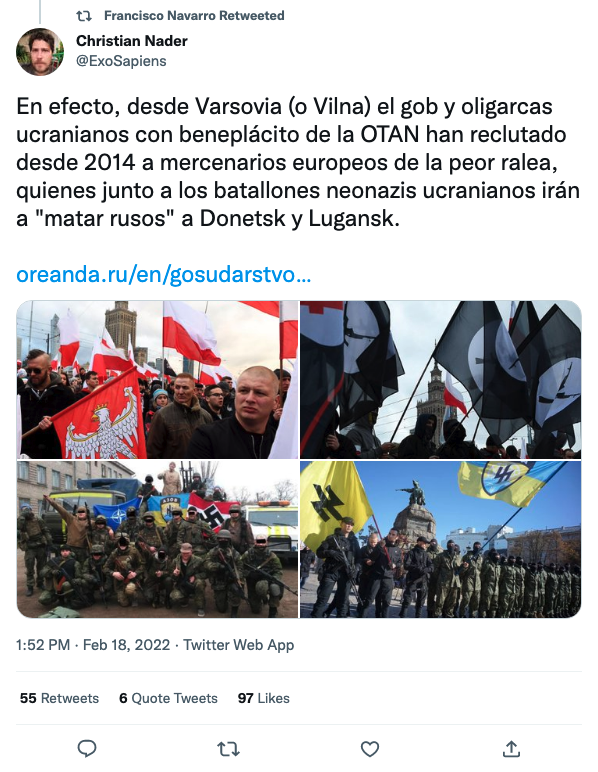 Francisco Navarro Retweeted
Christian Nader
@ExoSapiens
En efecto, desde Varsovia (o Vilna) el gob y oligarcas
ucranianos con beneplácito de la OTAN han reclutado
desde 2014 a mercenarios europeos de la peor ralea,
quienes junto a los batallones neonazis ucranianos irán
a "matar rusos" a Donetsk y Lugansk.
oreanda.ru/en/gosudarstvo...
1:52 PM · Feb 18, 2022 · Twitter Web App
55 Retweets 6 Quote Tweets 97 Likes